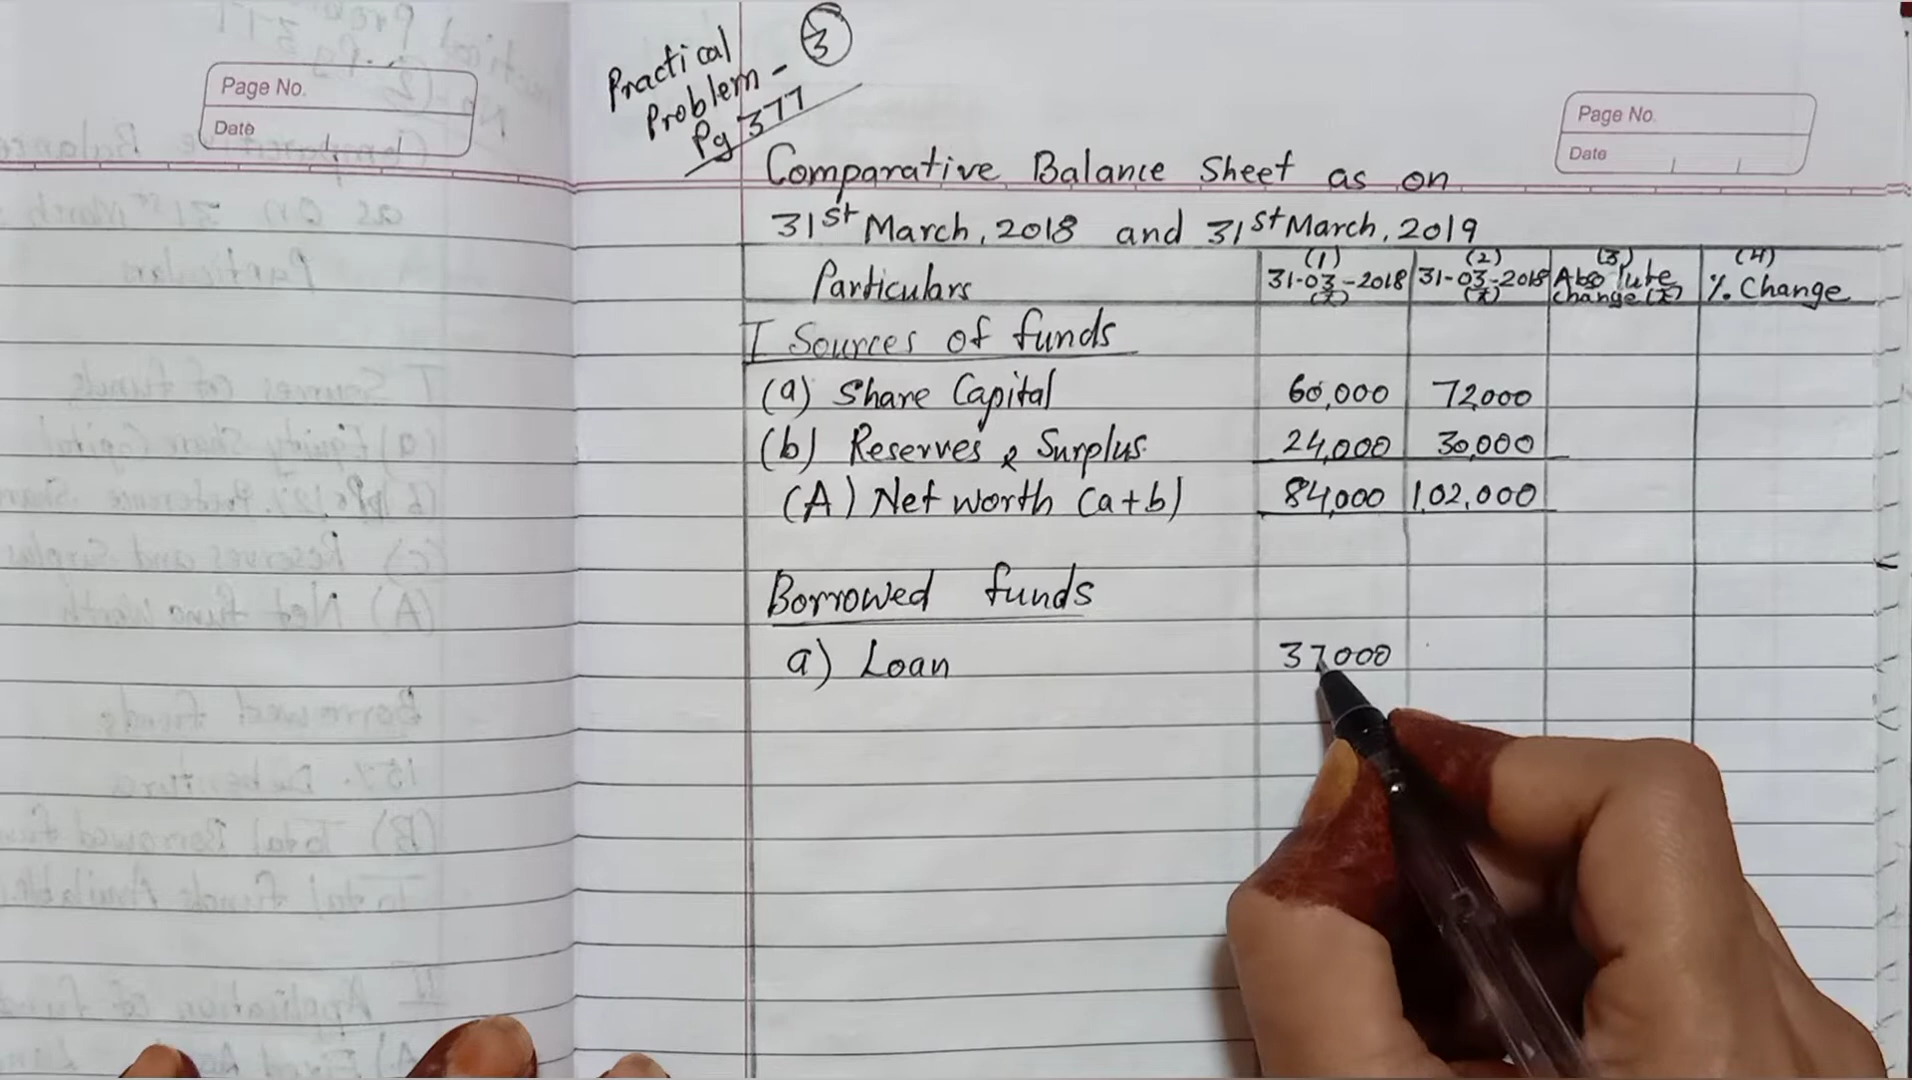 Page No.
Date
Practical
Problem - 3
Pg 377
Page No.
Date
Comparative Balance Sheet as on
31st March, 2018 and 31st March, 2019
Particulars (1) 31-03-2018 (₹) (2) 31-03-2018 (₹) (3) Absolute Change (₹) (4) % Change
I Sources of funds
(a) Share Capital 60,000 72,000
(b) Reserves & Surplus 24,000 30,000
(A) Net worth (a+b) 84,000 1,02,000
Borrowed funds
a) Loan 37000